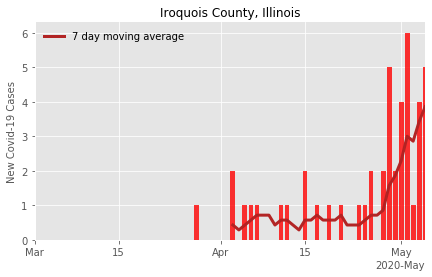 Iroquois County, Illinois
7 day moving average
New Covid-19 Cases
6
5
4
3
2
1
0
Mar
15
Apr
15
May
2020-May